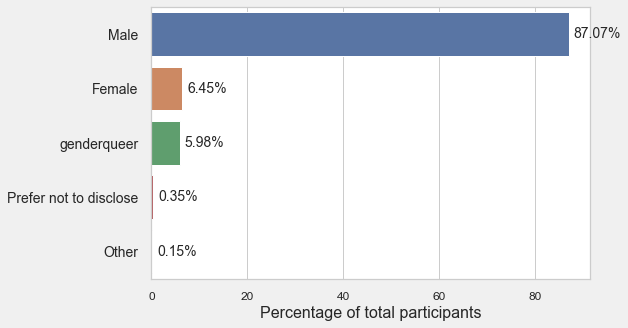 Male 87.07%
Female 6.45%
genderqueer 5.98%
Prefer not to disclose 0.35%
Other 0.15%
0 20 40 60 80
Percentage of total participants